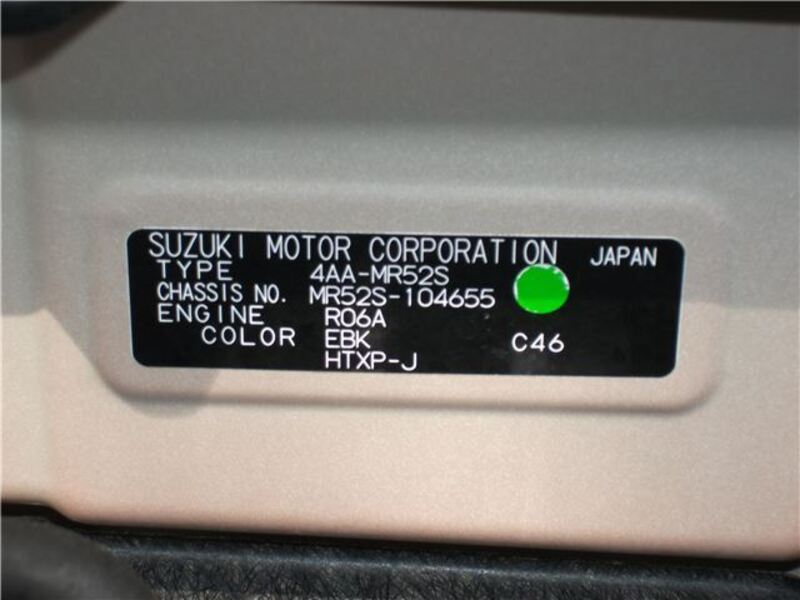 SUZUKI MOTOR CORPORATION JAPAN
TYPE 4AA-MR52S
CHASSIS NO. MR52S-104655
ENGINE R06A
COLOR EBK C46
HTXP-J